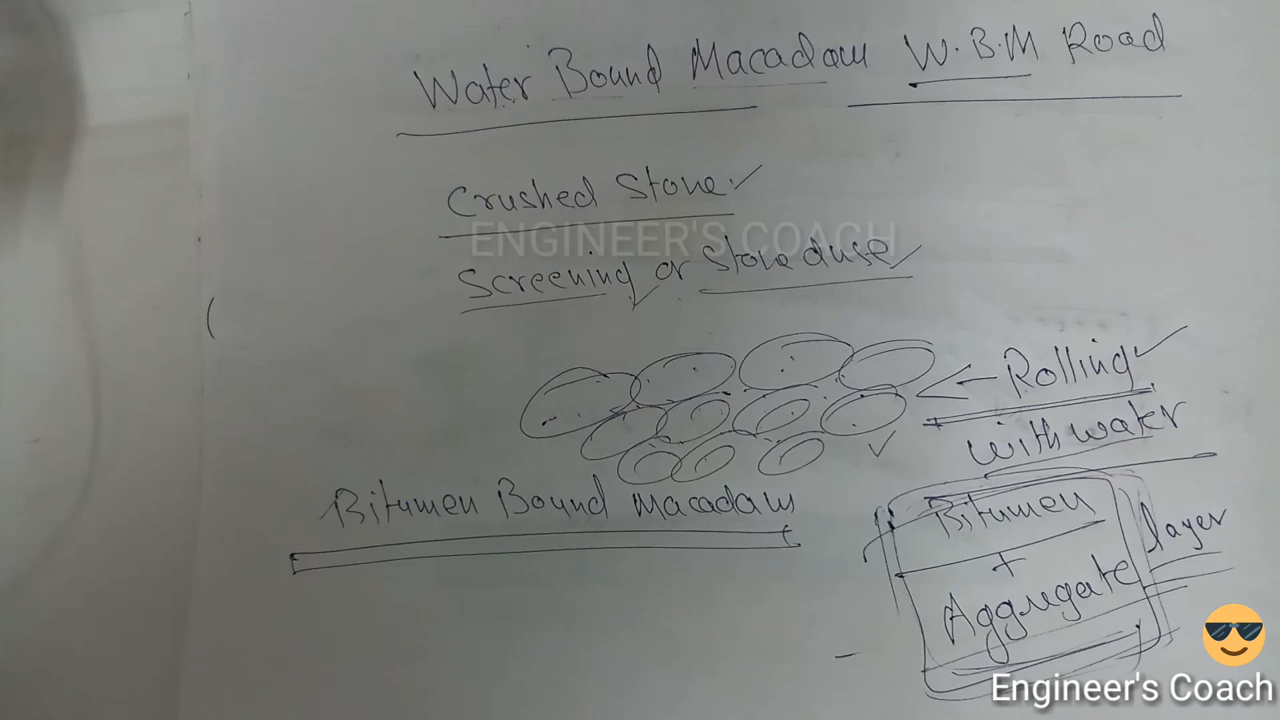 Water Bound Macadam W.B.M Road
Crushed Stone
ENGINEER'S COACH
Screening or Stone duse
Rolling
with water
Bitumen Bound Macadam
Bitumen
+
Aggregate
layer
Engineer's Coach